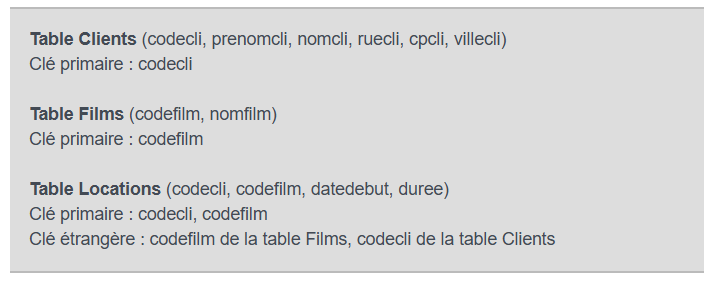 Table Clients (codecli, prenomcli, nomcli, ruecli, cpcli, villecli)
Clé primaire : codecli
Table Films (codefilm, nomfilm)
Clé primaire : codefilm
Table Locations (codecli, codefilm, datedebut, duree)
Clé primaire : codecli, codefilm
Clé étrangère : codefilm de la table Films, codecli de la table Clients